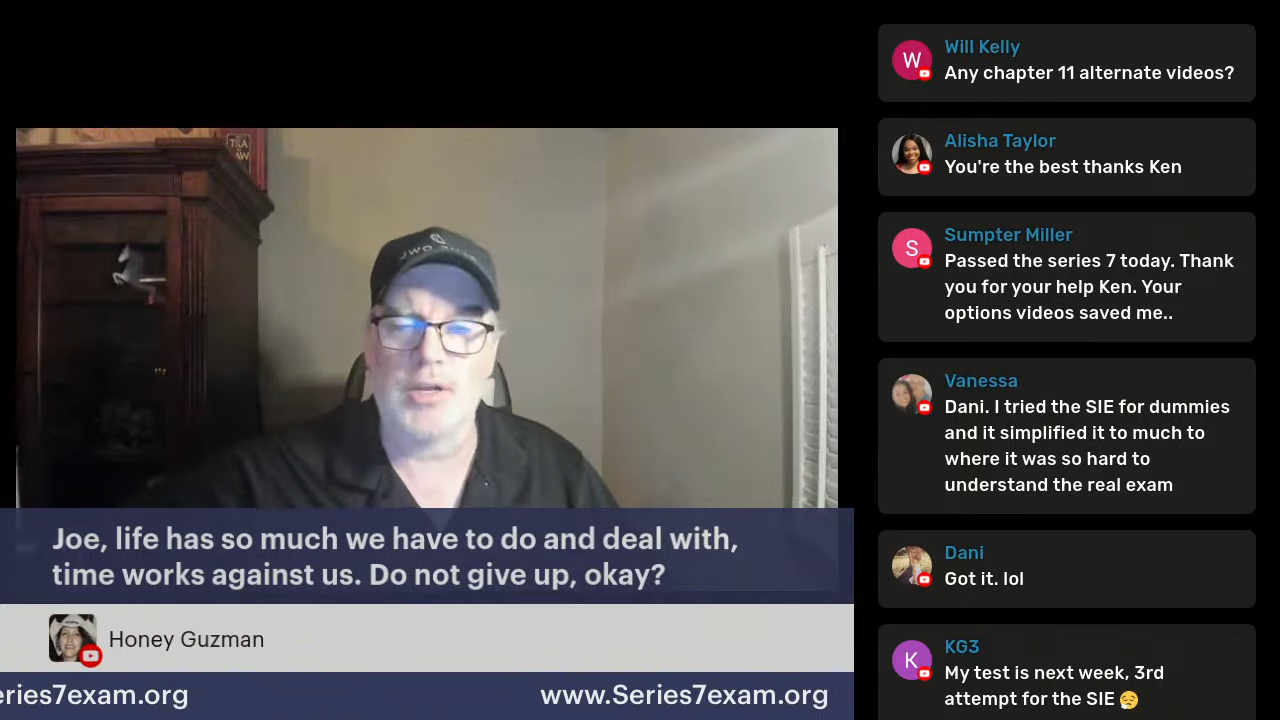 TRA
AW
Joe, life has so much we have to do and deal with,
time works against us. Do not give up, okay?
Honey Guzman
eries7exam.org
www.Series7exam.org
W
Will Kelly
Any chapter 11 alternate videos?
Alisha Taylor
You're the best thanks Ken
S
Sumpter Miller
Passed the series 7 today. Thank
you for your help Ken. Your
options videos saved me..
Vanessa
Dani. I tried the SIE for dummies
and it simplified it to much to
where it was so hard to
understand the real exam
Dani
Got it. lol
K
KG3
My test is next week, 3rd
attempt for the SIE 😮‍💨